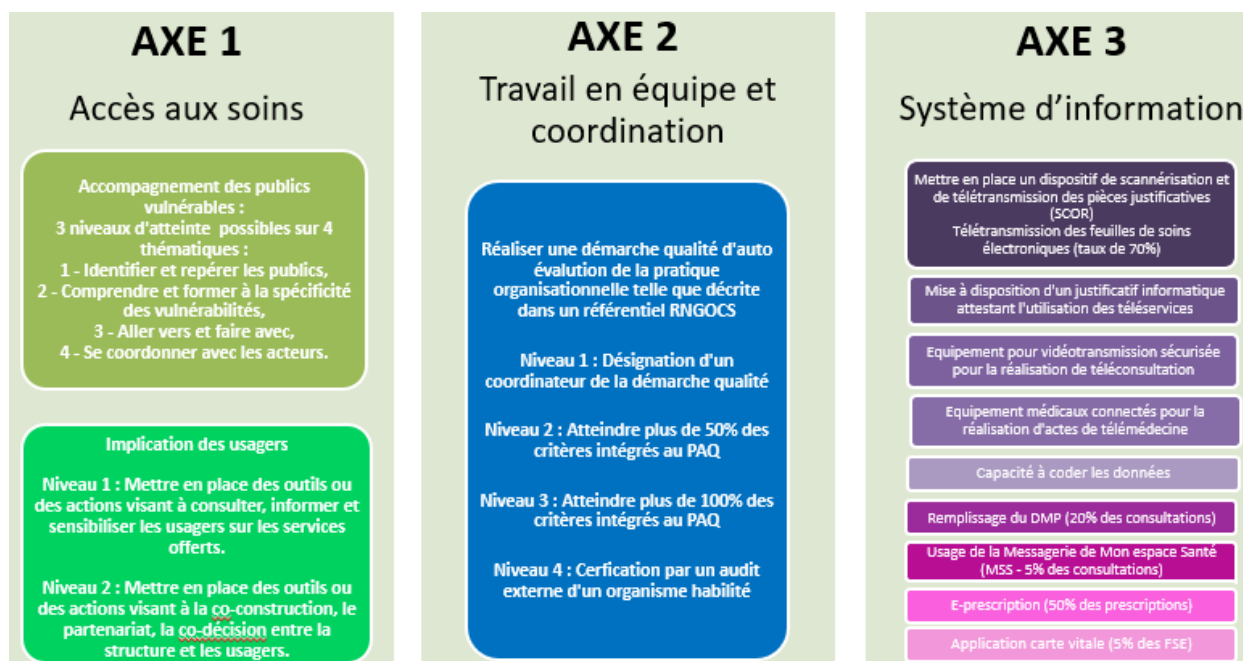 AXE 1
Accès aux soins
Accompagnement des publics
vulnérables :
3 niveaux d'atteinte possibles sur 4
thématiques :
1 - Identifier et repérer les publics,
2 - Comprendre et former à la spécificité
des vulnérabilités,
3 - Aller vers et faire avec,
4 - Se coordonner avec les acteurs.
Implication des usagers
Niveau 1 : Mettre en place des outils ou
des actions visant à consulter, informer et
sensibiliser les usagers sur les services
offerts.
Niveau 2 : Mettre en place des outils ou
des actions visant à la co-construction, le
partenariat, la co-décision entre la
structure et les usagers.
AXE 2
Travail en équipe et
coordination
Réaliser une démarche qualité d'auto
évalution de la pratique
organisationnelle telle que décrite
dans un référentiel RNGOCS
Niveau 1 : Désignation d'un
coordinateur de la démarche qualité
Niveau 2 : Atteindre plus de 50% des
critères intégrés au PAQ
Niveau 3 : Atteindre plus de 100% des
critères intégrés au PAQ
Niveau 4 : Cerfication par un audit
externe d'un organisme habilité
AXE 3
Système d'information
Mettre en place un dispositif de scannérisation et
de télétransmission des pièces justificatives
(SCOR)
Télétransmission des feuilles de soins
électroniques (taux de 70%)
Mise à disposition d'un justificatif informatique
attestant l'utilisation des téléservices
Equipement pour vidéotransmission sécurisée
pour la réalisation de téléconsultation
Equipement médicaux connectés pour la
réalisation d'actes de télémédecine
Capacité à coder les données
Remplissage du DMP (20% des consultations)
Usage de la Messagerie de Mon espace Santé
(MSS - 5% des consultations)
E-prescription (50% des prescriptions)
Application carte vitale (5% des FSE)